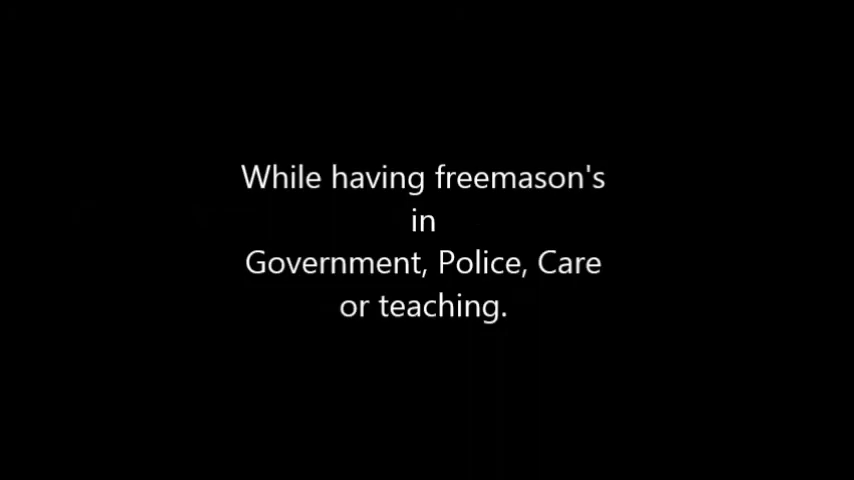 While having freemason's
in
Government, Police, Care
or teaching.